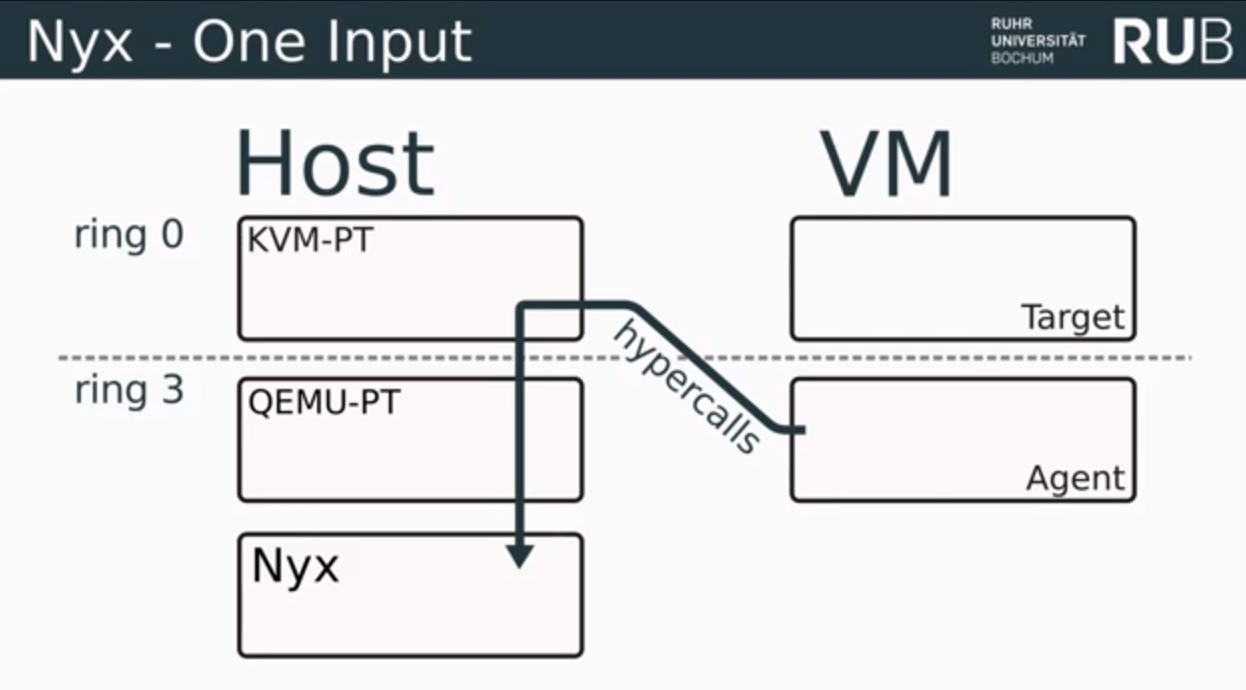 Nyx - One Input
RUHR
UNIVERSITÄT
BOCHUM
RUB
Host
VM
ring 0
KVM-PT
Target
hypercalls
ring 3
QEMU-PT
Agent
Nyx